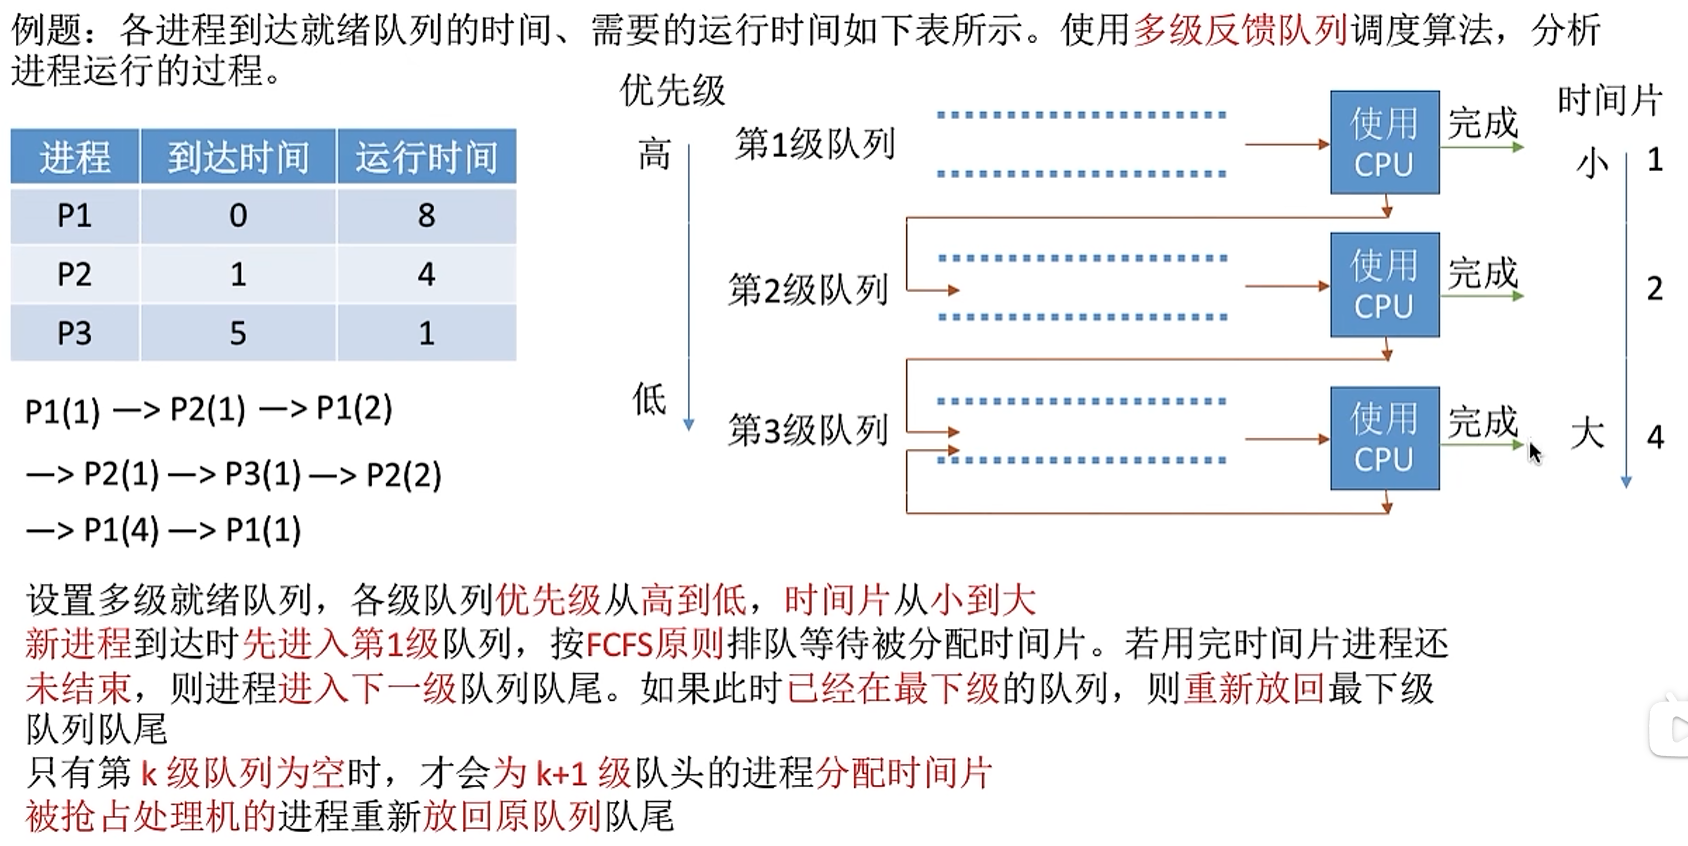 例题：各进程到达就绪队列的时间、需要的运行时间如下表所示。使用多级反馈队列调度算法，分析
进程运行的过程。
进程 到达时间 运行时间
P1 0 8
P2 1 4
P3 5 1
P1(1) —> P2(1) —> P1(2)
—> P2(1) —> P3(1) —> P2(2)
—> P1(4) —> P1(1)
优先级
高
低
第1级队列
使用
CPU
完成
第2级队列
使用
CPU
完成
第3级队列
使用
CPU
完成
时间片
小
1
2
大
4
设置多级就绪队列，各级队列优先级从高到低，时间片从小到大
新进程到达时先进入第1级队列，按FCFS原则排队等待被分配时间片。若用完时间片进程还
未结束，则进程进入下一级队列队尾。如果此时已经在最下级的队列，则重新放回最下级
队列队尾
只有第 k 级队列为空时，才会为 k+1 级队头的进程分配时间片
被抢占处理机的进程重新放回原队列队尾